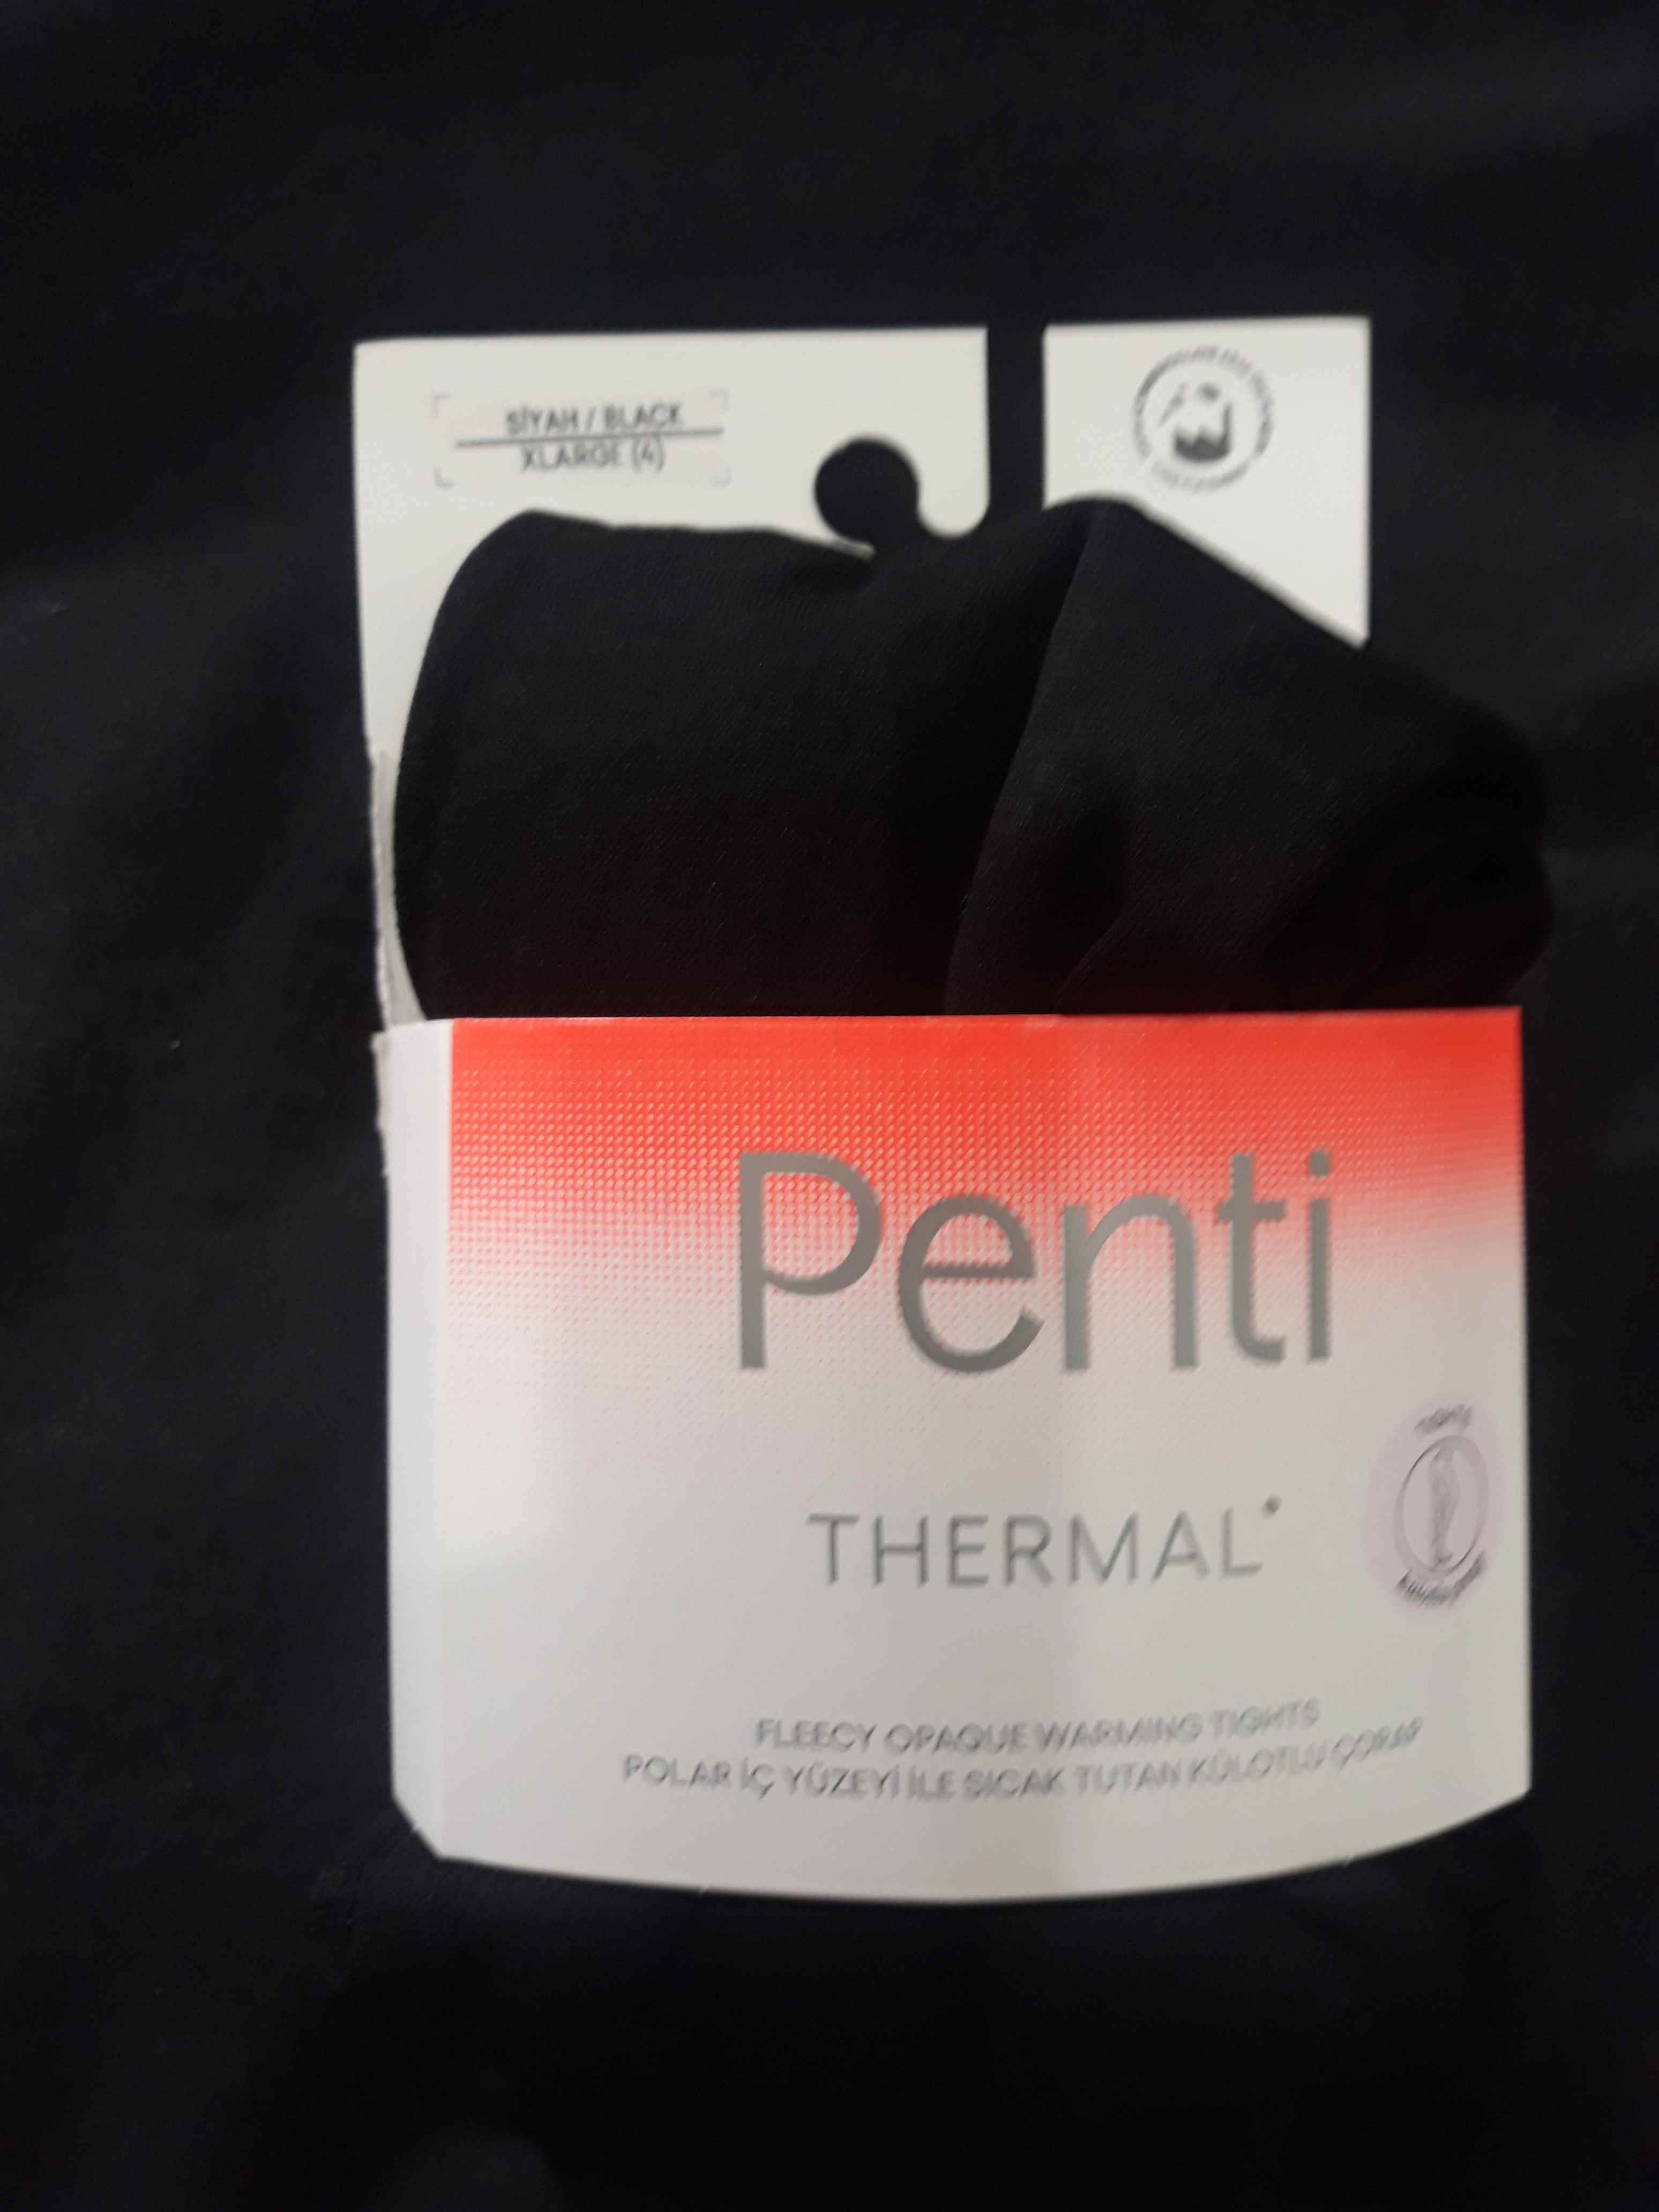 SİYAH / BLACK
XLARGE (4)
Penti
THERMAL
FLEECY OPAQUE WARMING TIGHTS
POLAR İÇ YÜZEYİ İLE SICAK TUTAN KÜLOTLU ÇORAP